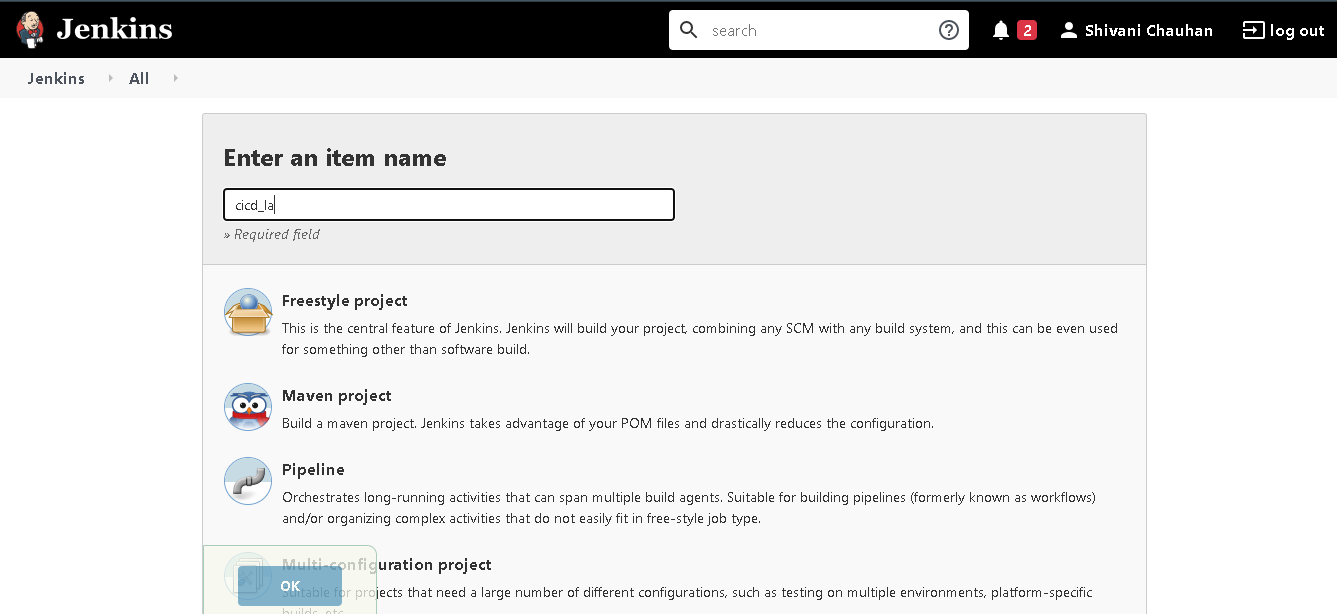 Jenkins
search
2
Shivani Chauhan
log out
Jenkins
All
Enter an item name
cicd_la
» Required field
Freestyle project
This is the central feature of Jenkins. Jenkins will build your project, combining any SCM with any build system, and this can be even used
for something other than software build.
Maven project
Build a maven project. Jenkins takes advantage of your POM files and drastically reduces the configuration.
Pipeline
Orchestrates long-running activities that can span multiple build agents. Suitable for building pipelines (formerly known as workflows)
and/or organizing complex activities that do not easily fit in free-style job type.
Multi-configuration project
Suitable for projects that need a large number of different configurations, such as testing on multiple environments, platform-specific
builds, etc.
OK